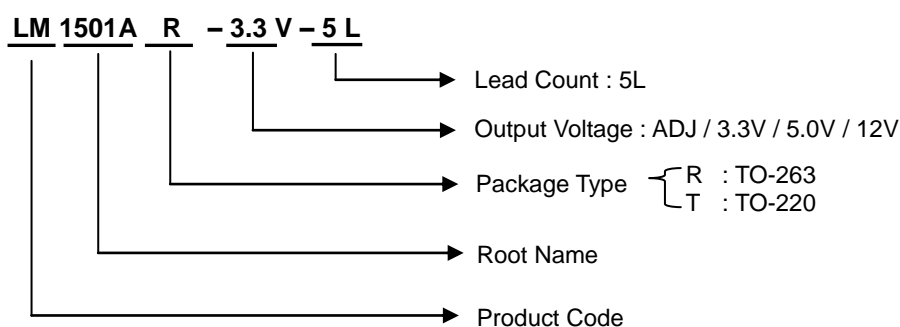 LM 1501A R – 3.3 V – 5 L
Lead Count : 5L
Output Voltage : ADJ / 3.3V / 5.0V / 12V
Package Type
R : TO-263
T : TO-220
Root Name
Product Code